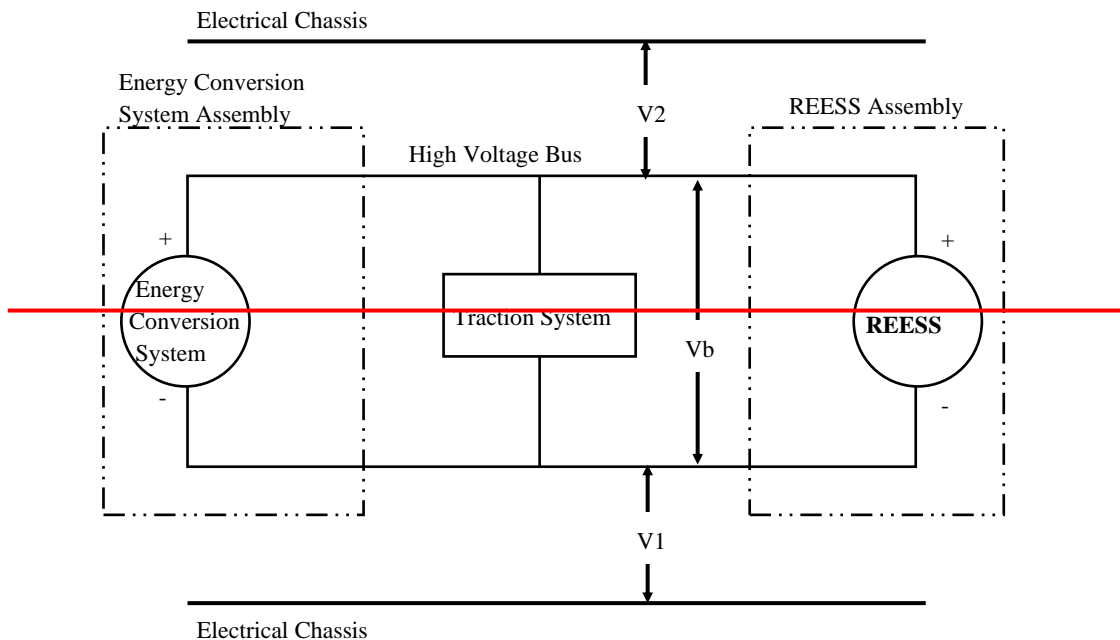 Electrical Chassis
Energy Conversion
System Assembly
V2
REESS Assembly
High Voltage Bus
+
+
Energy
Conversion
System
Traction System
REESS
Vb
-
-
V1
Electrical Chassis